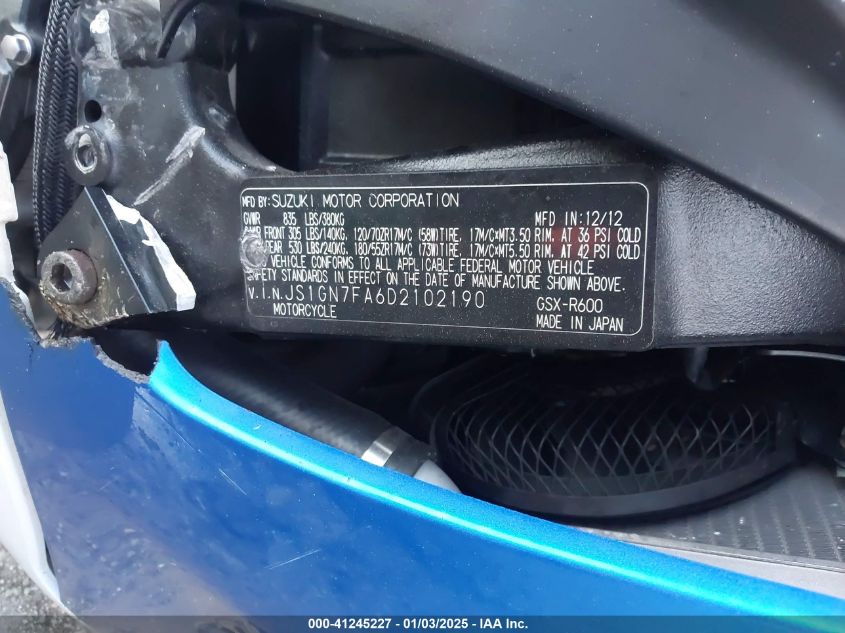 MFD BY: SUZUKI MOTOR CORPORATION
GVWR 835 LBS/380KG MFD IN: 12/12
FRONT 305 LBS/140KG. 120/70ZR17M/C (58W)TIRE. 17M/C×MT3.50 RIM. AT 36 PSI COLD
REAR 530 LBS/240KG. 180/55ZR17M/C (73W)TIRE. 17M/C×MT5.50 RIM. AT 42 PSI COLD
VEHICLE CONFORMS TO ALL APPLICABLE FEDERAL MOTOR VEHICLE
SAFETY STANDARDS IN EFFECT ON THE DATE OF MANUFACTURE SHOWN ABOVE.
V.I.N. JS1GN7FA6D2102190 GSX-R600
MOTORCYCLE MADE IN JAPAN
000-41245227 - 01/03/2025 - IAA Inc.